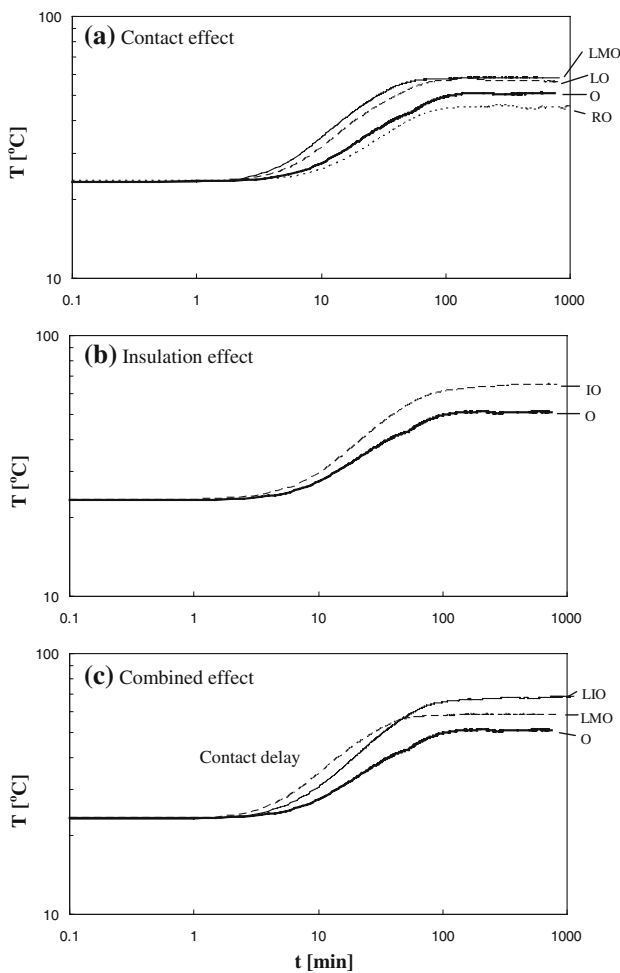 100
(a) Contact effect
LMO
LO
O
RO
T [°C]
10
0.1 1 10 100 1000
100
(b) Insulation effect
IO
O
T [°C]
10
0.1 1 10 100 1000
100
(c) Combined effect
LIO
LMO
O
Contact delay
T [°C]
10
0.1 1 10 100 1000
t [min]